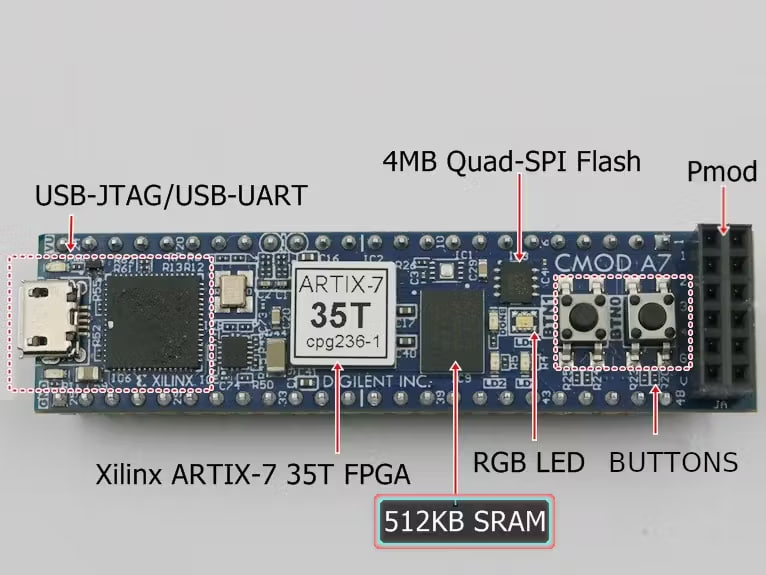 4MB Quad-SPI Flash
Pmod
USB-JTAG/USB-UART
CMOD A7
ARTIX-7
35T
cpg236-1
Σ XILINX
DIGILENT INC.
Xilinx ARTIX-7 35T FPGA
RGB LED
BUTTONS
512KB SRAM